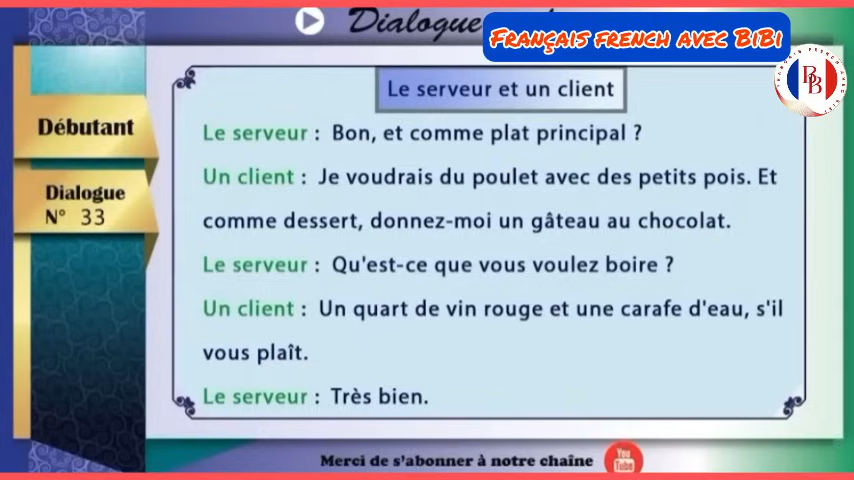 Dialogue
Français french avec BiBi
Le serveur et un client
Débutant
Le serveur : Bon, et comme plat principal ?
Un client : Je voudrais du poulet avec des petits pois. Et
comme dessert, donnez-moi un gâteau au chocolat.
Dialogue
N° 33
Le serveur : Qu'est-ce que vous voulez boire ?
Un client : Un quart de vin rouge et une carafe d'eau, s'il
vous plaît.
Le serveur : Très bien.
Merci de s'abonner à notre chaîne
You
Tube